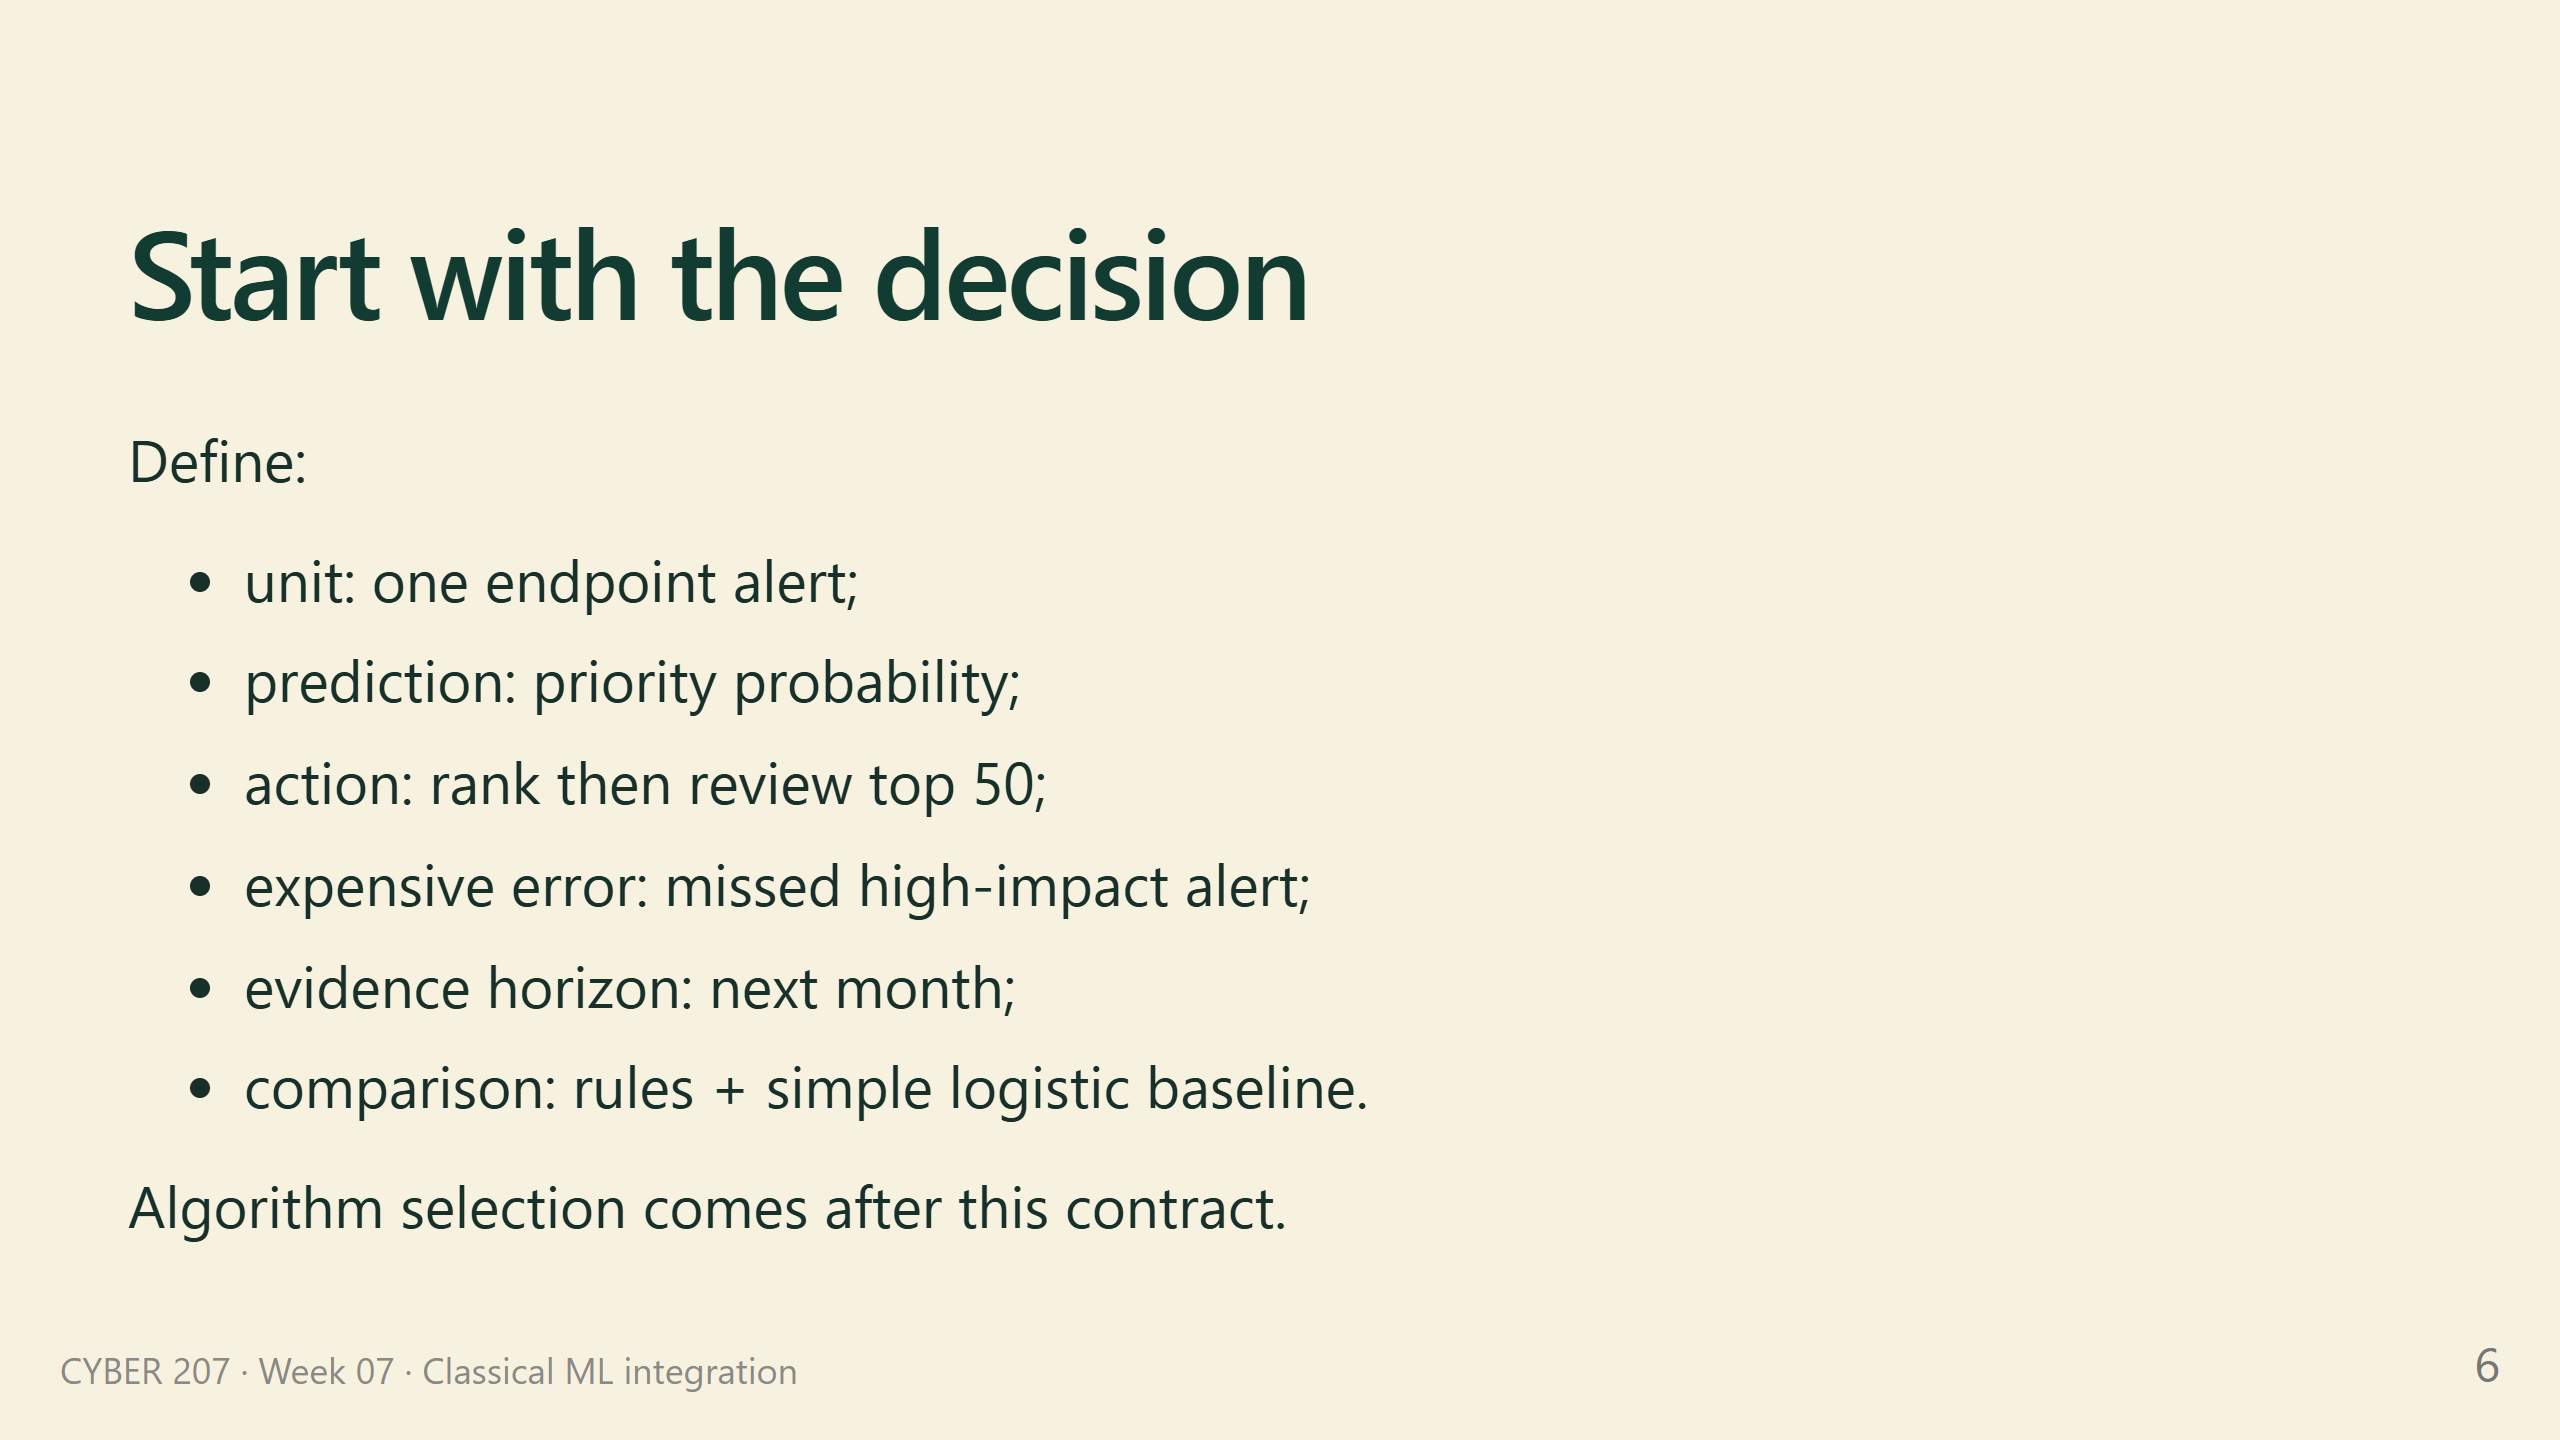 Start with the decision
Define:
• unit: one endpoint alert;
• prediction: priority probability;
• action: rank then review top 50;
• expensive error: missed high-impact alert;
• evidence horizon: next month;
• comparison: rules + simple logistic baseline.
Algorithm selection comes after this contract.
CYBER 207 · Week 07 · Classical ML integration
6